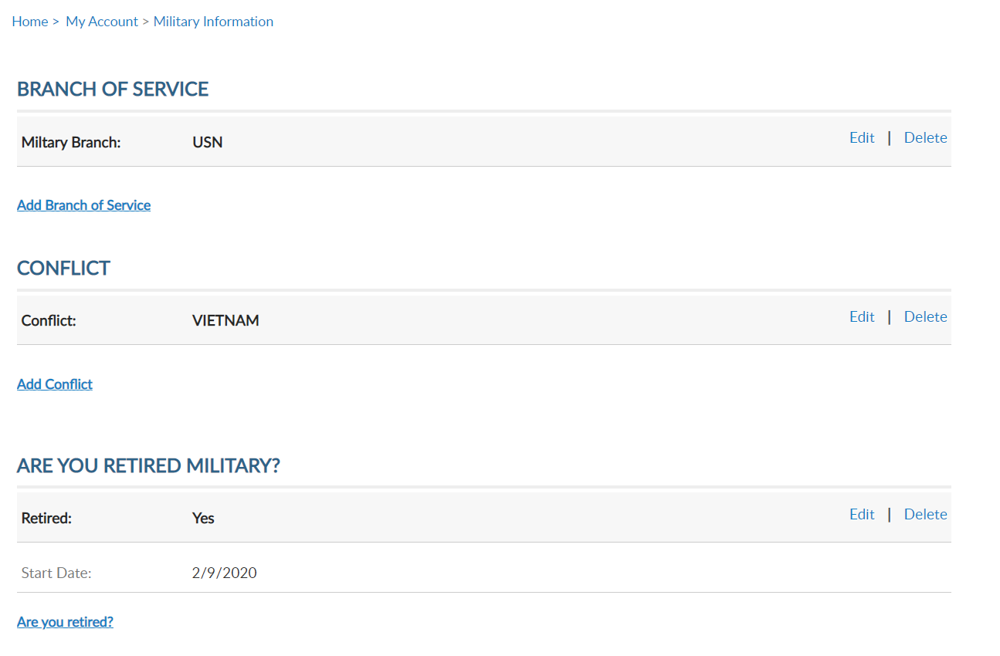 Home > My Account > Military Information
BRANCH OF SERVICE
Miltary Branch: USN Edit | Delete
Add Branch of Service
CONFLICT
Conflict: VIETNAM Edit | Delete
Add Conflict
ARE YOU RETIRED MILITARY?
Retired: Yes Edit | Delete
Start Date: 2/9/2020
Are you retired?